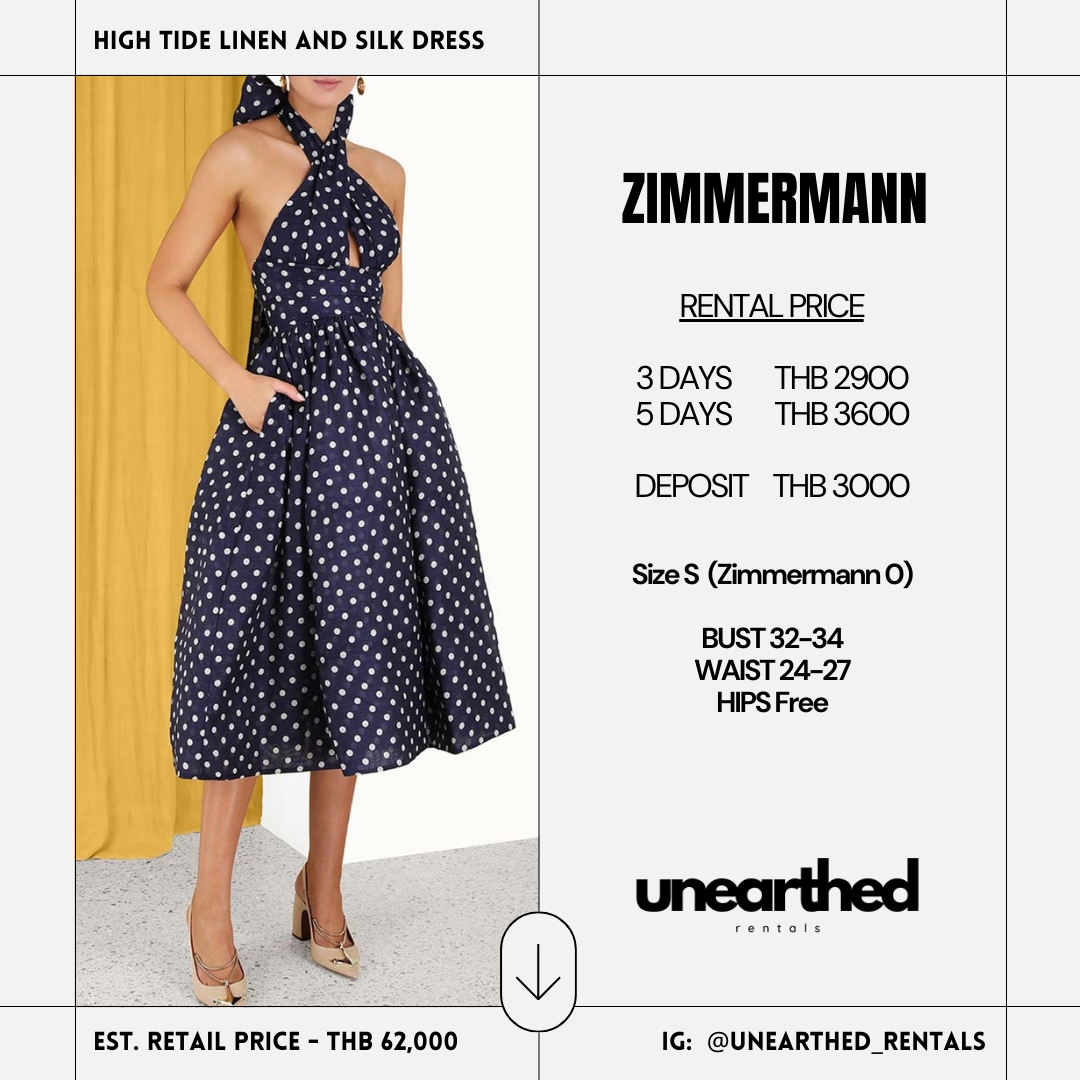 HIGH TIDE LINEN AND SILK DRESS
ZIMMERMANN
RENTAL PRICE
3 DAYS THB 2900
5 DAYS THB 3600
DEPOSIT THB 3000
Size S (Zimmermann 0)
BUST 32-34
WAIST 24-27
HIPS Free
unearthed
rentals
EST. RETAIL PRICE - THB 62,000
IG: @UNEARTHED_RENTALS